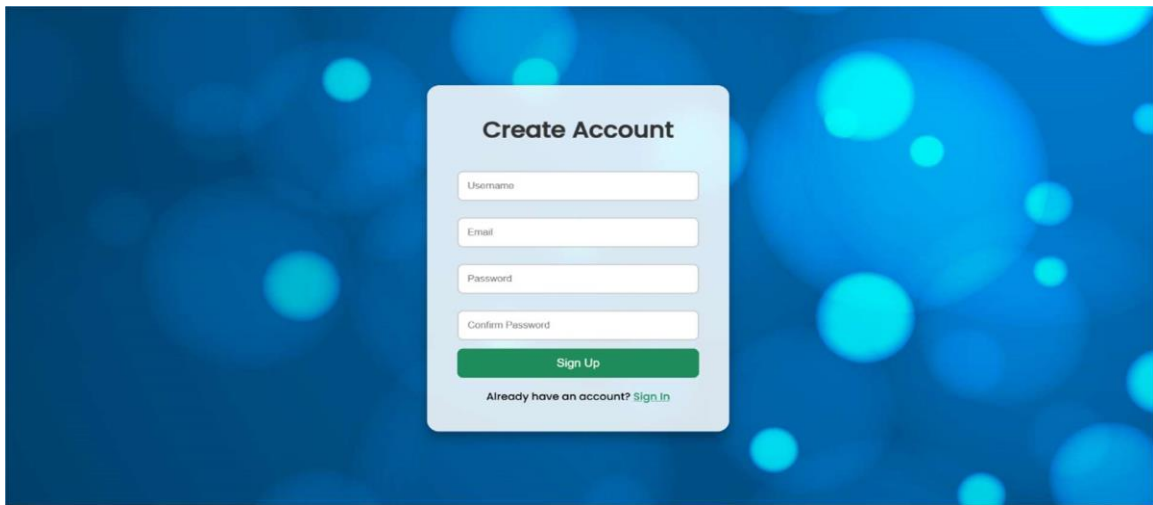 Create Account
Username
Email
Password
Confirm Password
Sign Up
Already have an account? Sign In